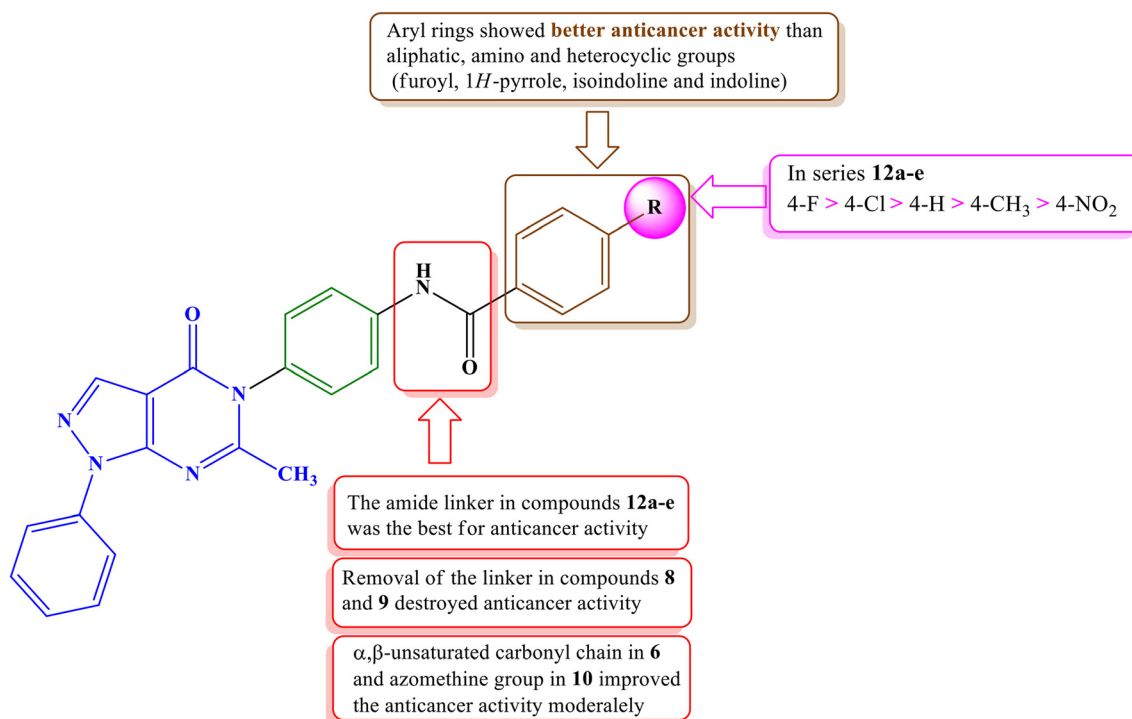 Aryl rings showed better anticancer activity than
aliphatic, amino and heterocyclic groups
(furoyl, 1H-pyrrole, isoindoline and indoline)
In series 12a-e
4-F > 4-Cl > 4-H > 4-CH₃ > 4-NO₂
R
H
N
O
O
N
N
N
N
CH₃
The amide linker in compounds 12a-e
was the best for anticancer activity
Removal of the linker in compounds 8
and 9 destroyed anticancer activity
α,β-unsaturated carbonyl chain in 6
and azomethine group in 10 improved
the anticancer activity moderalely